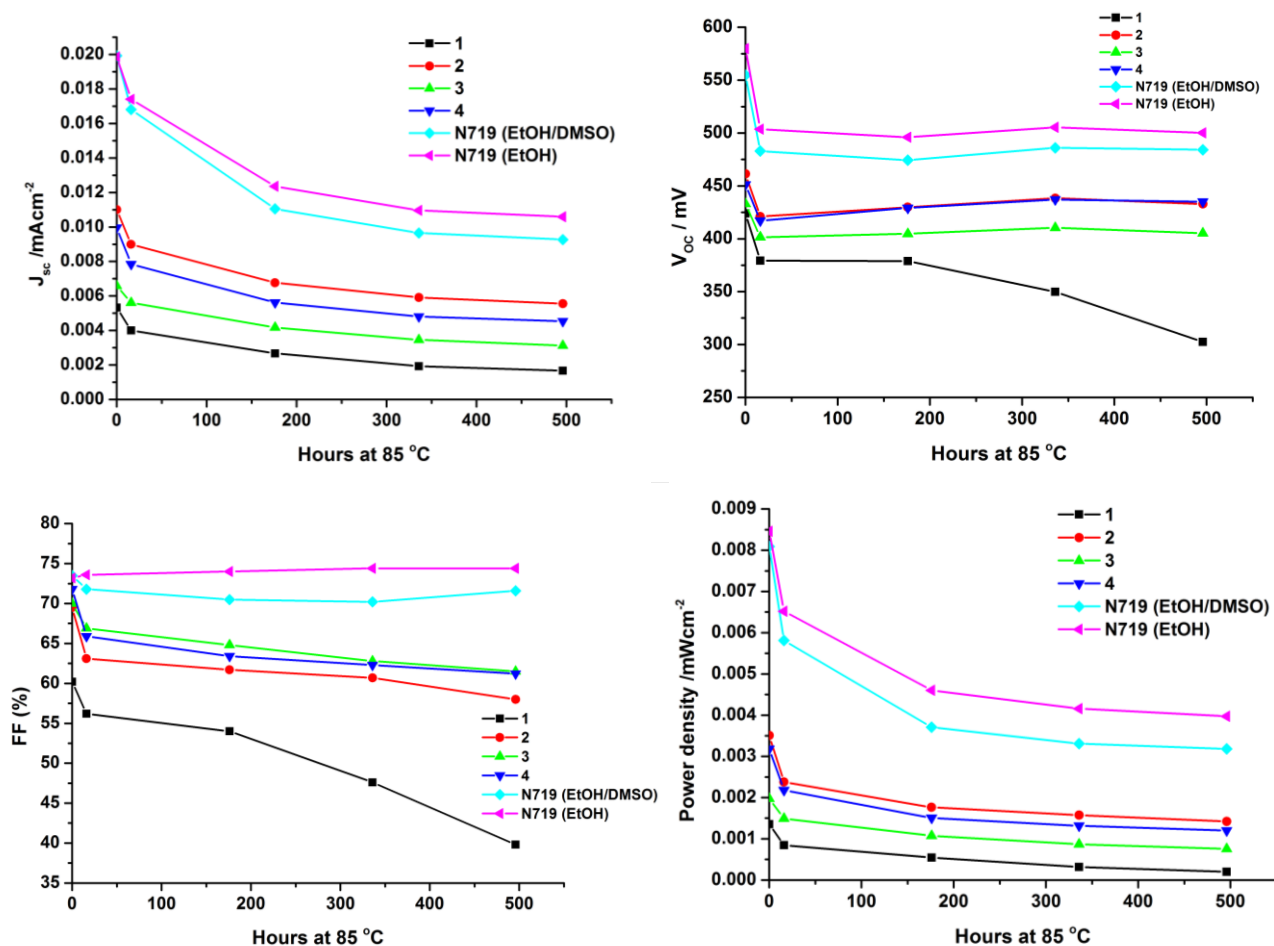 0.020
0.018
0.016
0.014
0.012
0.010
0.008
0.006
0.004
0.002
0.000
J_sc /mAcm⁻²
0 100 200 300 400 500
Hours at 85 °C
1
2
3
4
N719 (EtOH/DMSO)
N719 (EtOH)
600
550
500
450
400
350
300
250
V_OC / mV
0 100 200 300 400 500
Hours at 85 °C
1
2
3
4
N719 (EtOH/DMSO)
N719 (EtOH)
80
75
70
65
60
55
50
45
40
35
FF (%)
0 100 200 300 400 500
Hours at 85 °C
1
2
3
4
N719 (EtOH/DMSO)
N719 (EtOH)
0.009
0.008
0.007
0.006
0.005
0.004
0.003
0.002
0.001
0.000
Power density /mWcm⁻²
0 100 200 300 400 500
Hours at 85 °C
1
2
3
4
N719 (EtOH/DMSO)
N719 (EtOH)